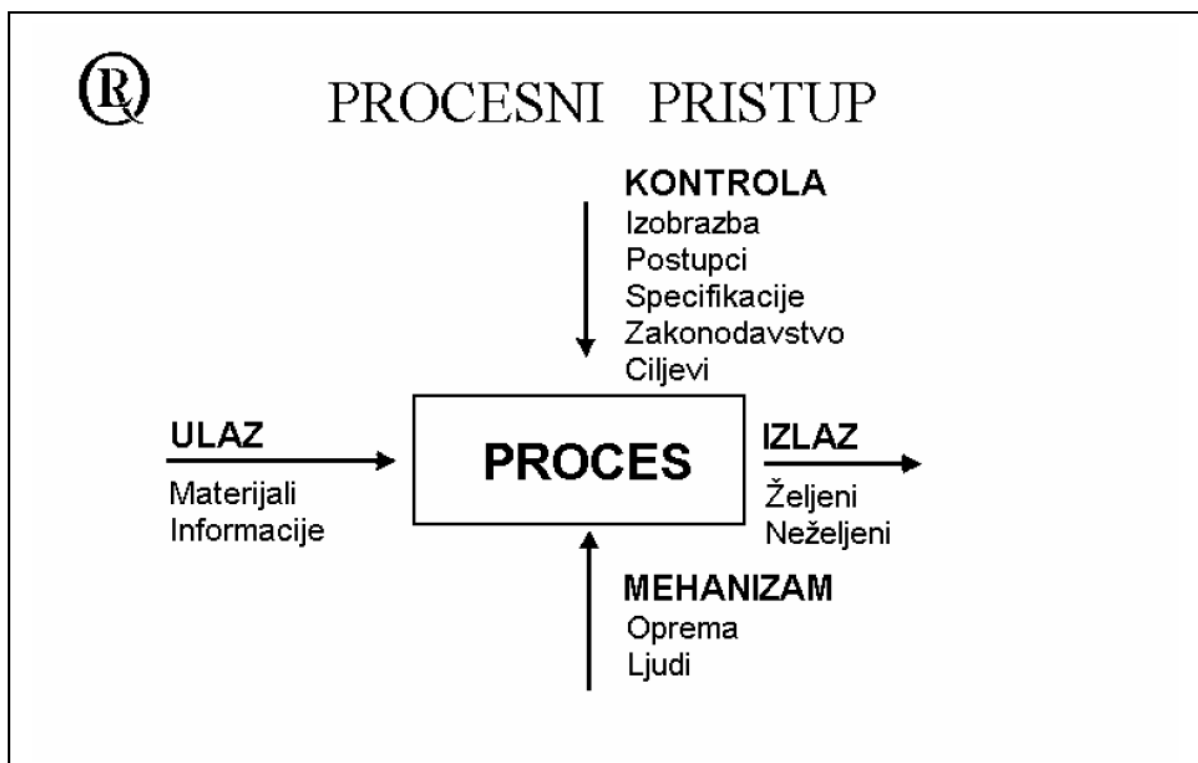 PROCESNI PRISTUP
KONTROLA
Izobrazba
Postupci
Specifikacije
Zakonodavstvo
Ciljevi
ULAZ
Materijali
Informacije
PROCES
IZLAZ
Željeni
Neželjeni
MEHANIZAM
Oprema
Ljudi